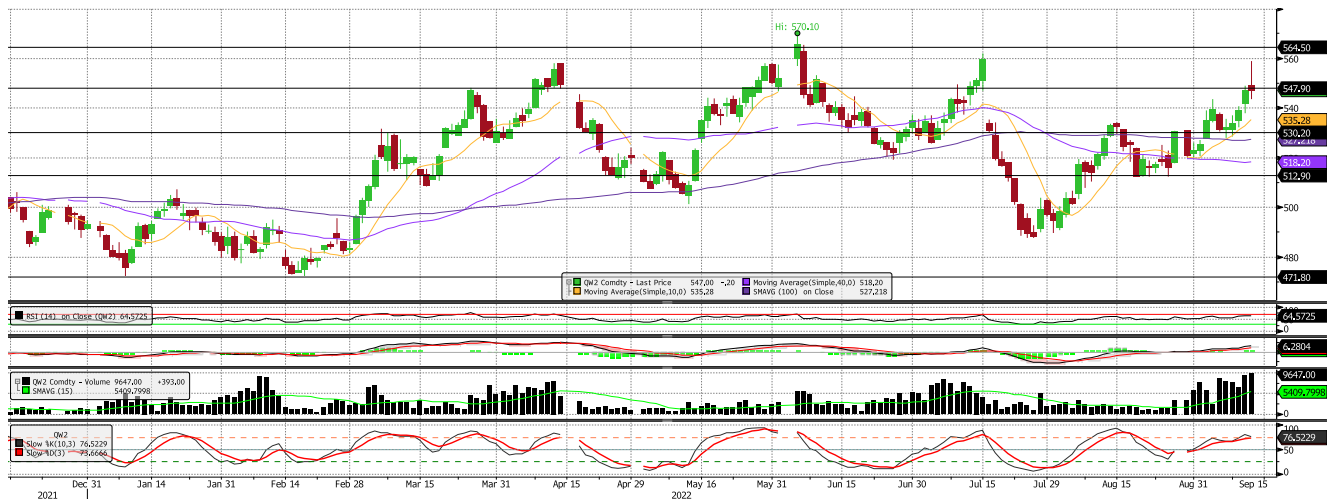 Hi: 570.10
564.50
560
547.90
540
535.28
530.20
527.218
518.20
512.90
500
480
471.80
QW2 Comdty - Last Price 547.00 -.20 Moving Average(Simple,40,0) 518.20
Moving Average(Simple,10,0) 535.28 SMAVG (100) on Close 527.218
RSI (14) on Close (QW2) 64.5725
100
64.5725
0
6.2804
QW2 Comdty - Volume 9647.00 +393.00
SMAVG (15) 5409.7998
9647.00
5409.7998
0
QW2
Slow %K(10,3) 76.5229
Slow %D(3) 73.6666
100
76.5229
50
0
Dec 31 Jan 14 Jan 31 Feb 14 Feb 28 Mar 15 Mar 31 Apr 15 Apr 29 May 16 May 31 Jun 15 Jun 30 Jul 15 Jul 29 Aug 15 Aug 31 Sep 15
2021 2022